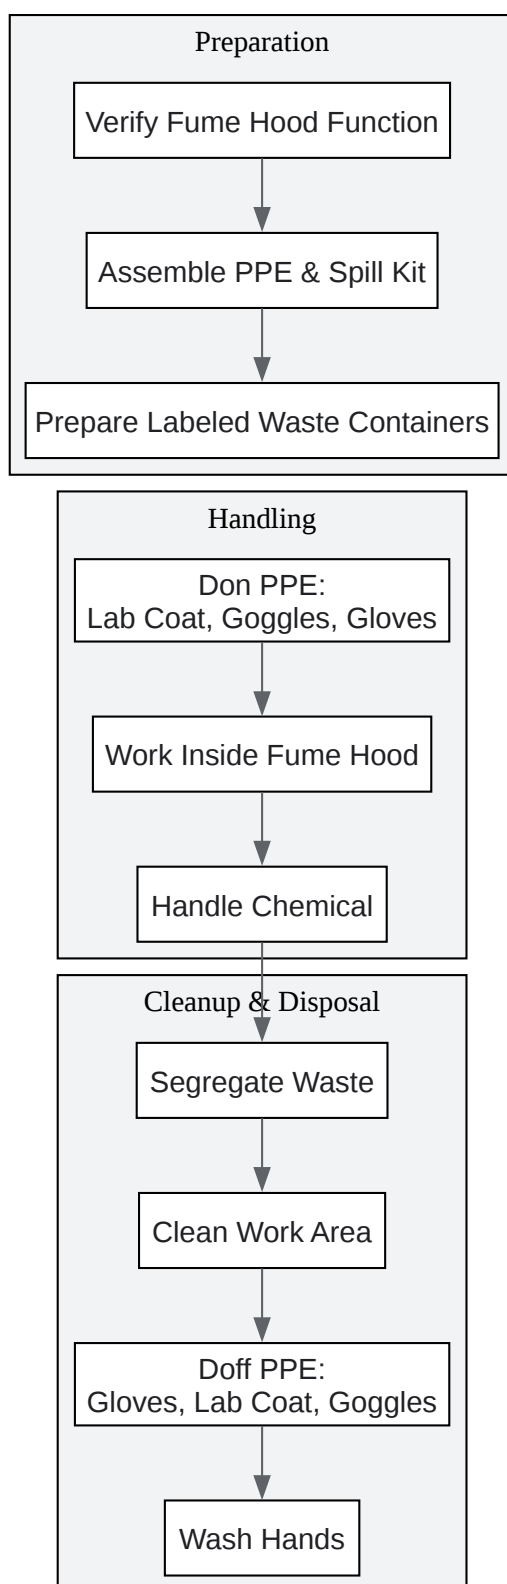 Preparation
Verify Fume Hood Function
Assemble PPE & Spill Kit
Prepare Labeled Waste Containers
Handling
Don PPE:
Lab Coat, Goggles, Gloves
Work Inside Fume Hood
Handle Chemical
Cleanup & Disposal
Segregate Waste
Clean Work Area
Doff PPE:
Gloves, Lab Coat, Goggles
Wash Hands